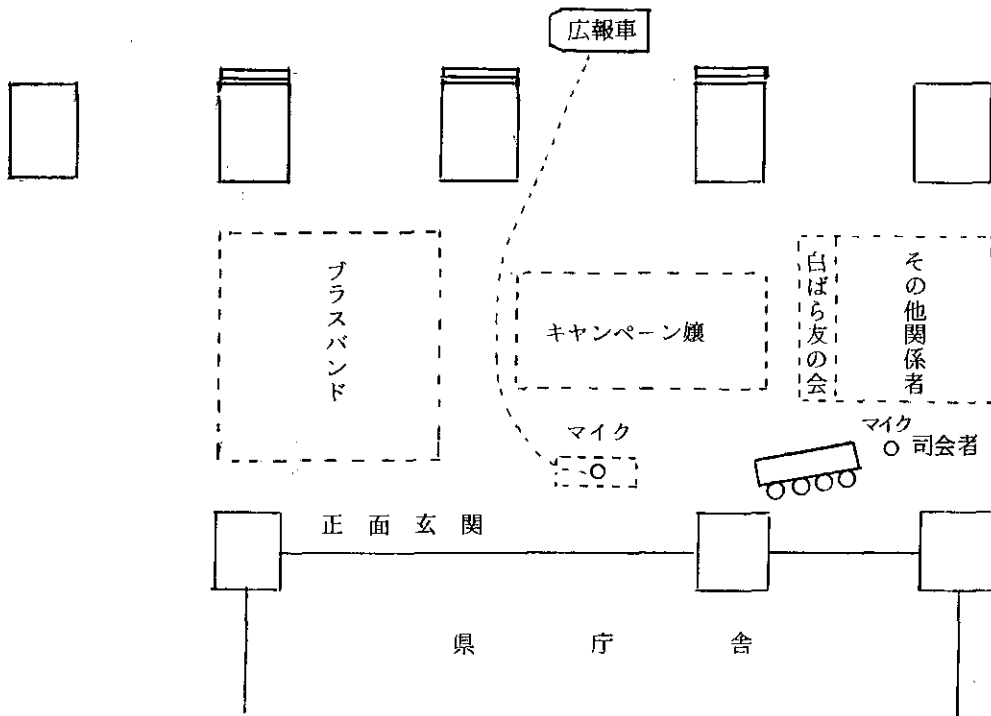 広報車
ブラスバンド
キャンペーン嬢
白ばら友の会
その他関係者
マイク
マイク
司会者
正面玄関
県庁舎